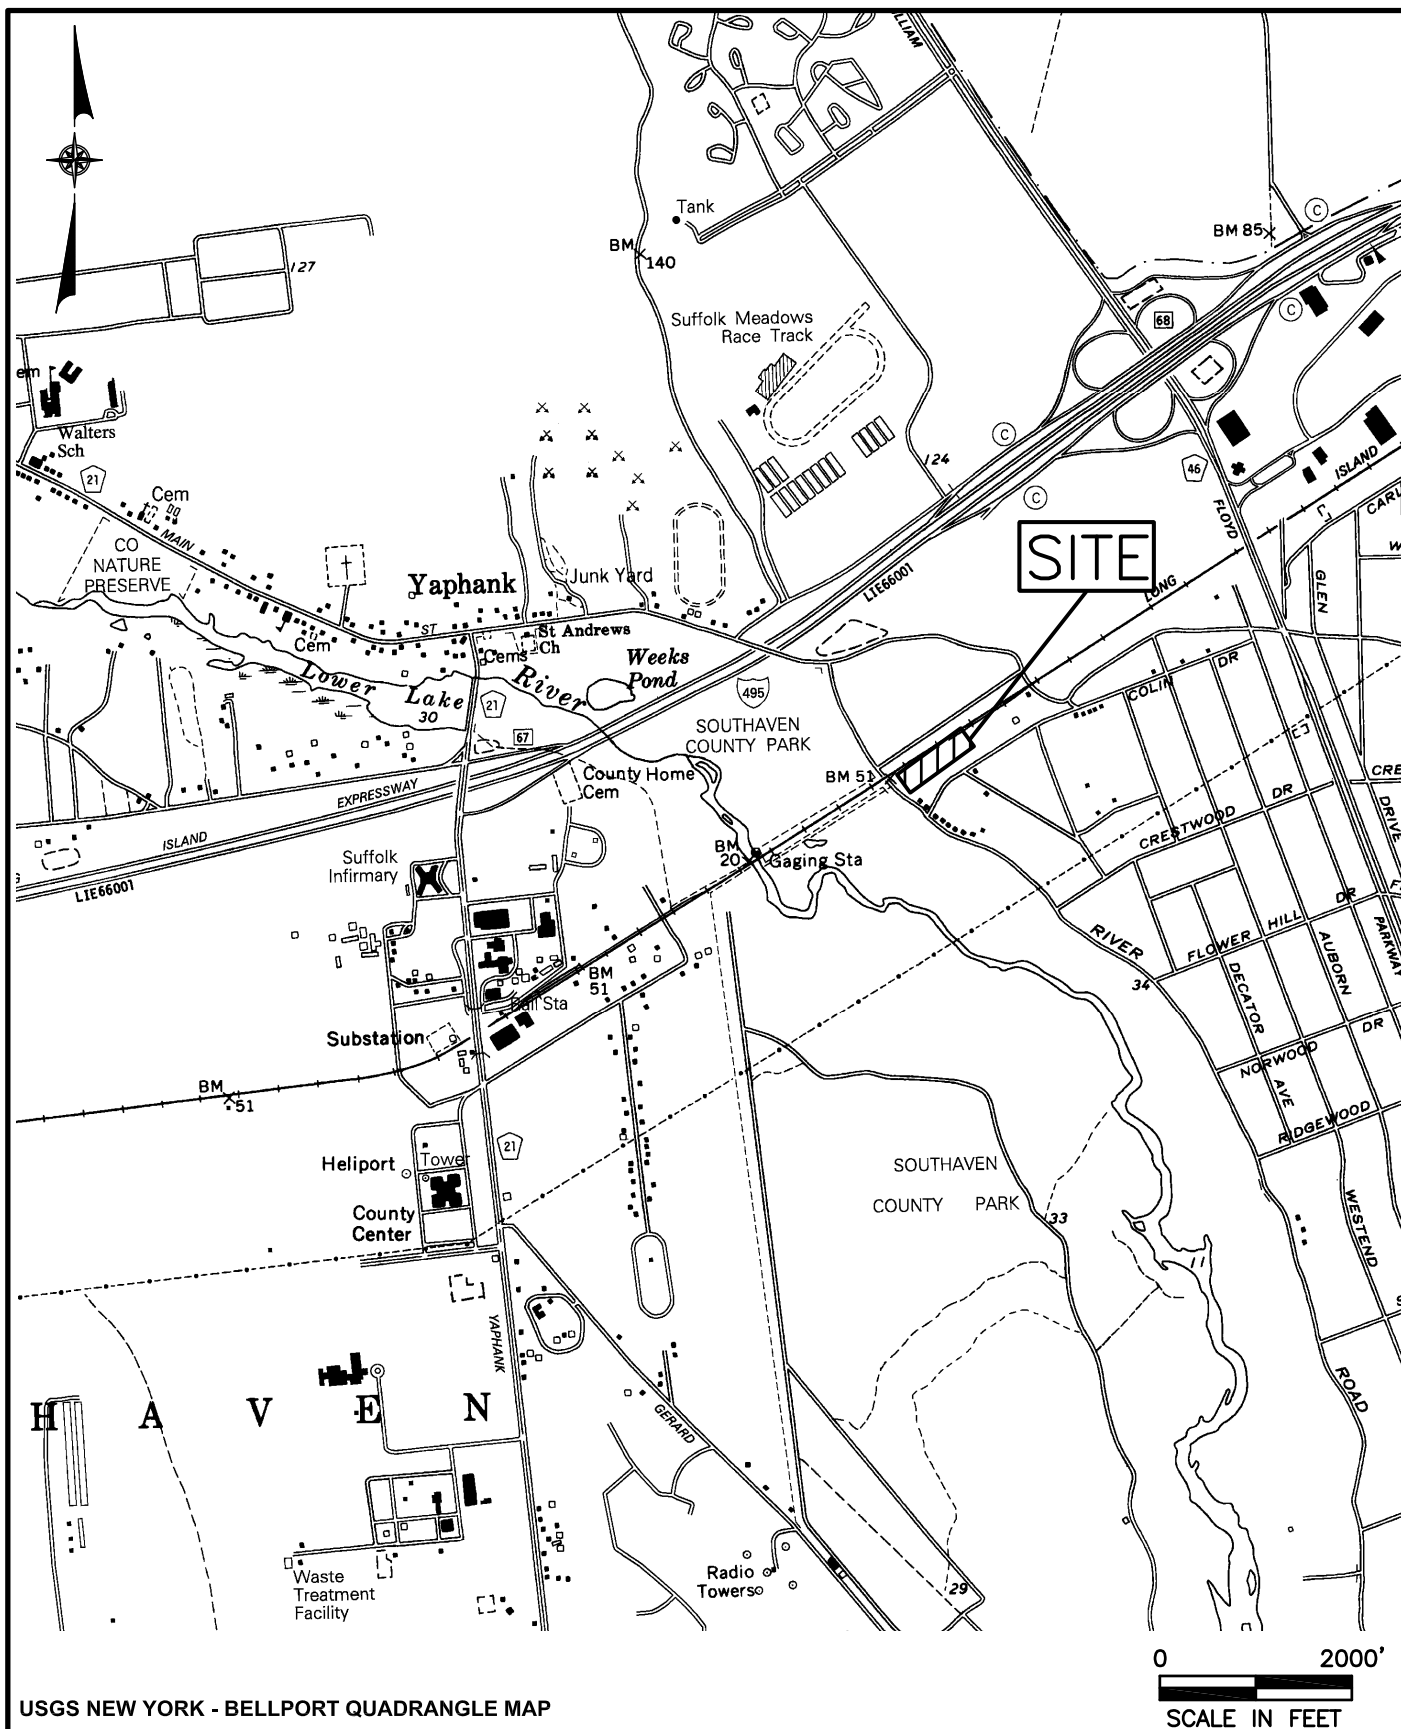 LLIAM
Tank
BM
140
127
BM 85
C
68
Suffolk Meadows
Race Track
C
C
C
124
em
Walters
Sch
21
Cem
MAIN
CO
NATURE
PRESERVE
46
FLOYD
ISLAND
CARL
W
GLEN
SITE
LONG
LIE66001
Yaphank
Junk Yard
ST
St Andrews
Ch
Cem
Cems
Weeks
Pond
Lower
Lake
30
River
21
67
495
SOUTHAVEN
COUNTY PARK
COLIN
DR
BM 51
County Home
Cem
EXPRESSWAY
ISLAND
LIE66001
G
Suffolk
Infirmary
BM
20
Gaging Sta
CRE
DR
DRIVE
CRESTWOOD
RIVER
34
FLOWER
HILL
DR
PARKWAY
AUBORN
DECATOR
AVE
NORWOOD
DR
RIDGEWOOD
WESTEND
S
BM
51
Rail Sta
Substation
BM
51
21
Heliport
Tower
County
Center
SOUTHAVEN
COUNTY PARK
33
YAPHANK
ROAD
H A V E N
GERARD
Waste
Treatment
Facility
Radio
Towers
29
0 2000'
SCALE IN FEET
USGS NEW YORK - BELLPORT QUADRANGLE MAP